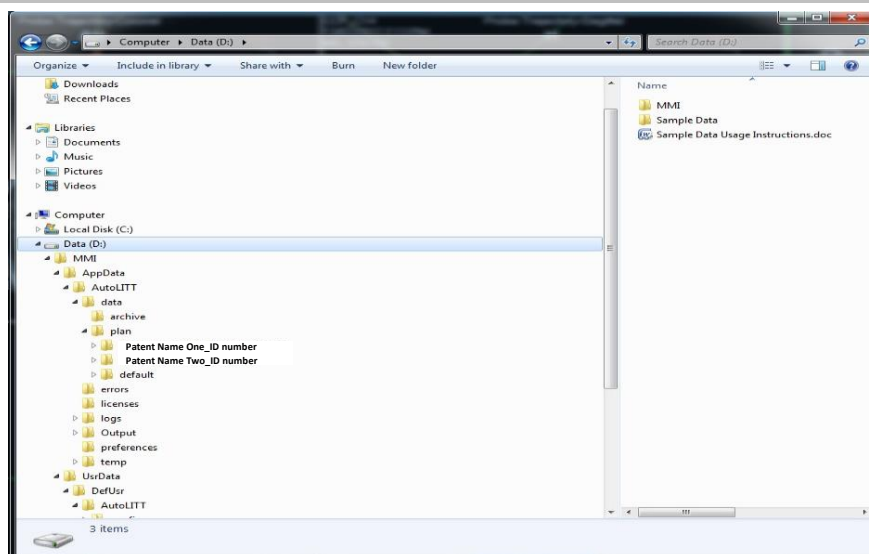 Computer ▸ Data (D:) ▸
Search Data (D:)
Organize Include in library Share with Burn New folder
Downloads
Recent Places
Libraries
Documents
Music
Pictures
Videos
Computer
Local Disk (C:)
Data (D:)
MMI
AppData
AutoLITT
data
archive
plan
Patent Name One_ID number
Patent Name Two_ID number
default
errors
licenses
logs
Output
preferences
temp
UsrData
DefUsr
AutoLITT
Name
MMI
Sample Data
Sample Data Usage Instructions.doc
3 items